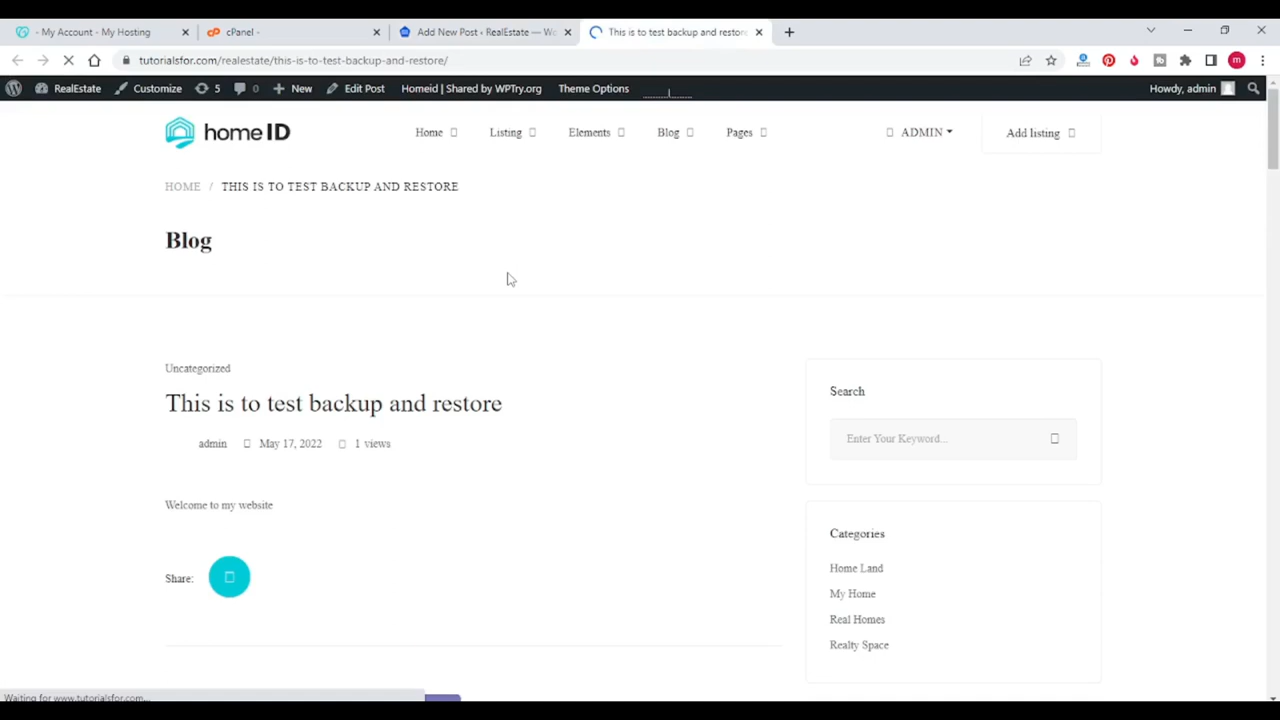 - My Account - My Hosting
cPanel -
Add New Post - RealEstate — Wo
This is to test backup and restore
tutorialsfor.com/realestate/this-is-to-test-backup-and-restore/
m
RealEstate
Customize
5
0
New
Edit Post
Homeid | Shared by WPTry.org
Theme Options
Howdy, admin
homeID
Home
Listing
Elements
Blog
Pages
ADMIN
Add listing
HOME / THIS IS TO TEST BACKUP AND RESTORE
Blog
Uncategorized
This is to test backup and restore
admin
May 17, 2022
1 views
Welcome to my website
Share:
Search
Enter Your Keyword...
Categories
Home Land
My Home
Real Homes
Realty Space
Waiting for www.tutorialsfor.com...